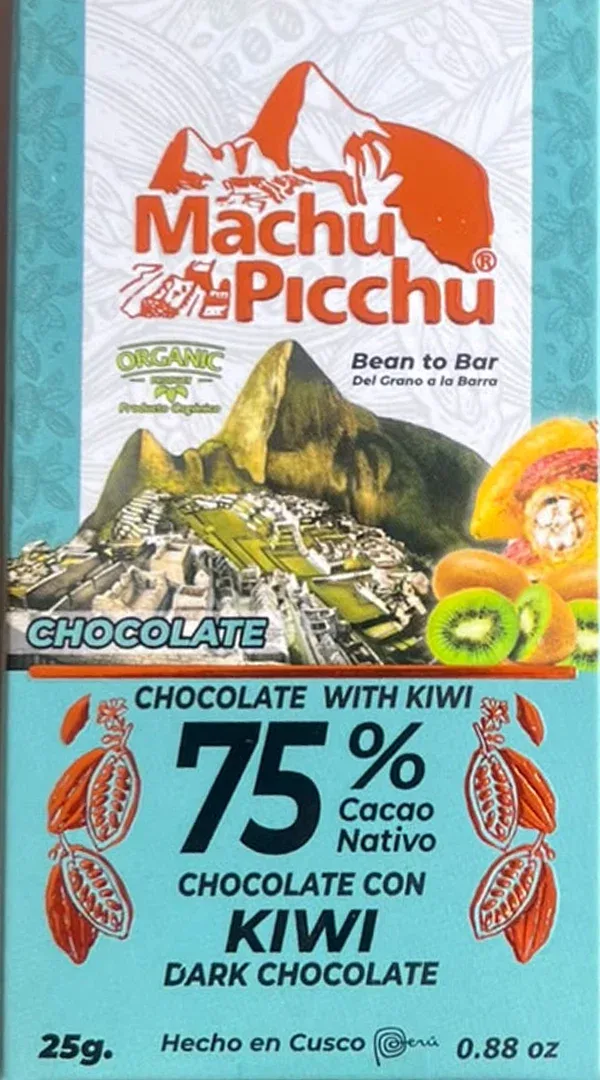 Machu
Picchu®
ORGANIC
Producto Orgánico
Bean to Bar
Del Grano a la Barra
CHOCOLATE
CHOCOLATE WITH KIWI
75%
Cacao
Nativo
CHOCOLATE CON
KIWI
DARK CHOCOLATE
25g.
Hecho en Cusco
Perú
0.88 oz